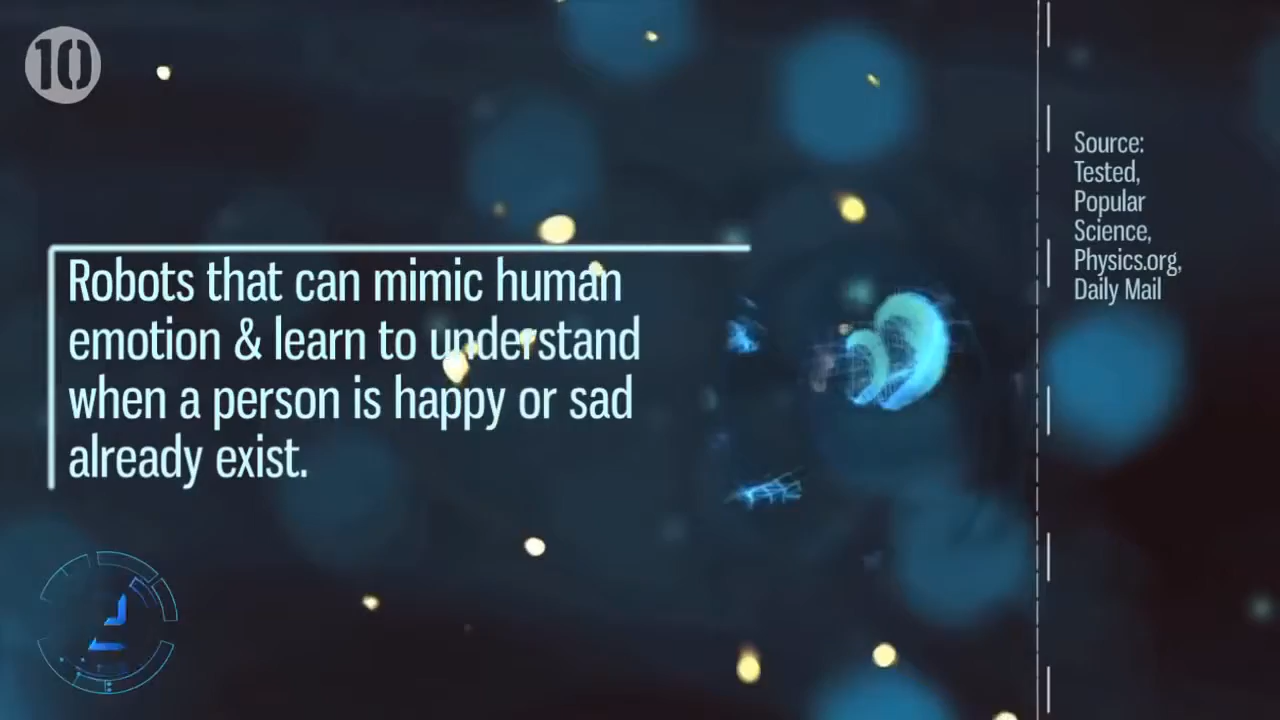 10
Robots that can mimic human
emotion & learn to understand
when a person is happy or sad
already exist.
Source:
Tested,
Popular
Science,
Physics.org,
Daily Mail